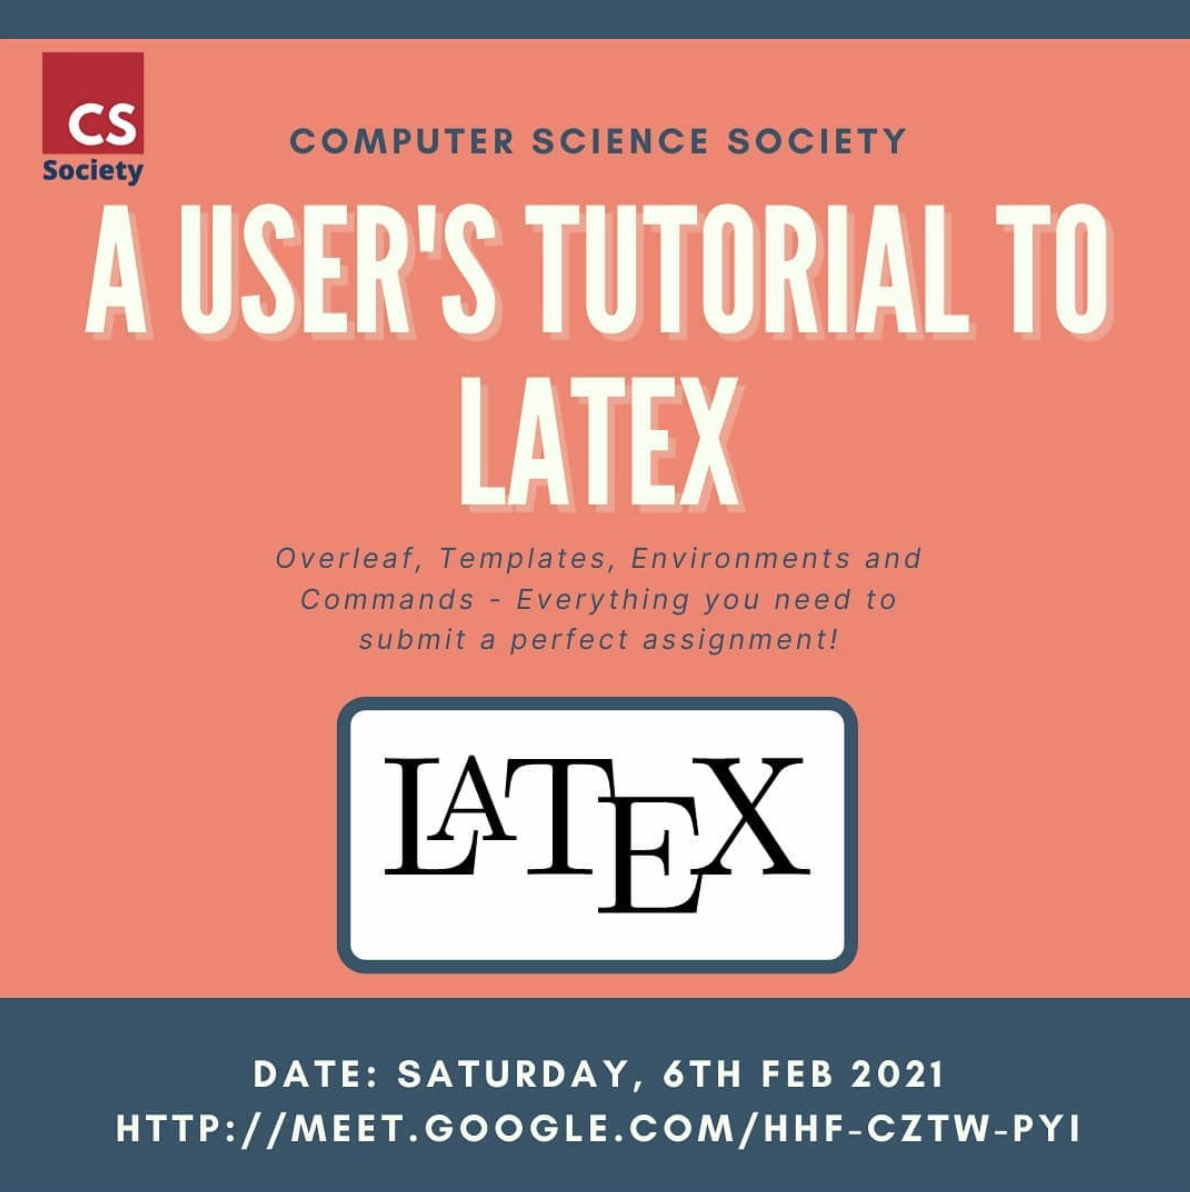 CS
Society
COMPUTER SCIENCE SOCIETY
A USER'S TUTORIAL TO
LATEX
Overleaf, Templates, Environments and
Commands - Everything you need to
submit a perfect assignment!
LATEX
DATE: SATURDAY, 6TH FEB 2021
HTTP://MEET.GOOGLE.COM/HHF-CZTW-PYI